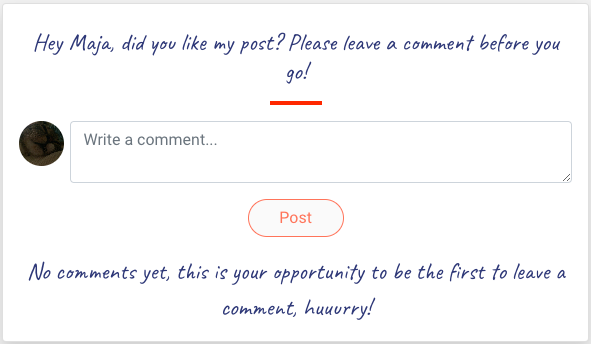 Hey Maja, did you like my post? Please leave a comment before you
go!
Write a comment...
Post
No comments yet, this is your opportunity to be the first to leave a
comment, huuurry!